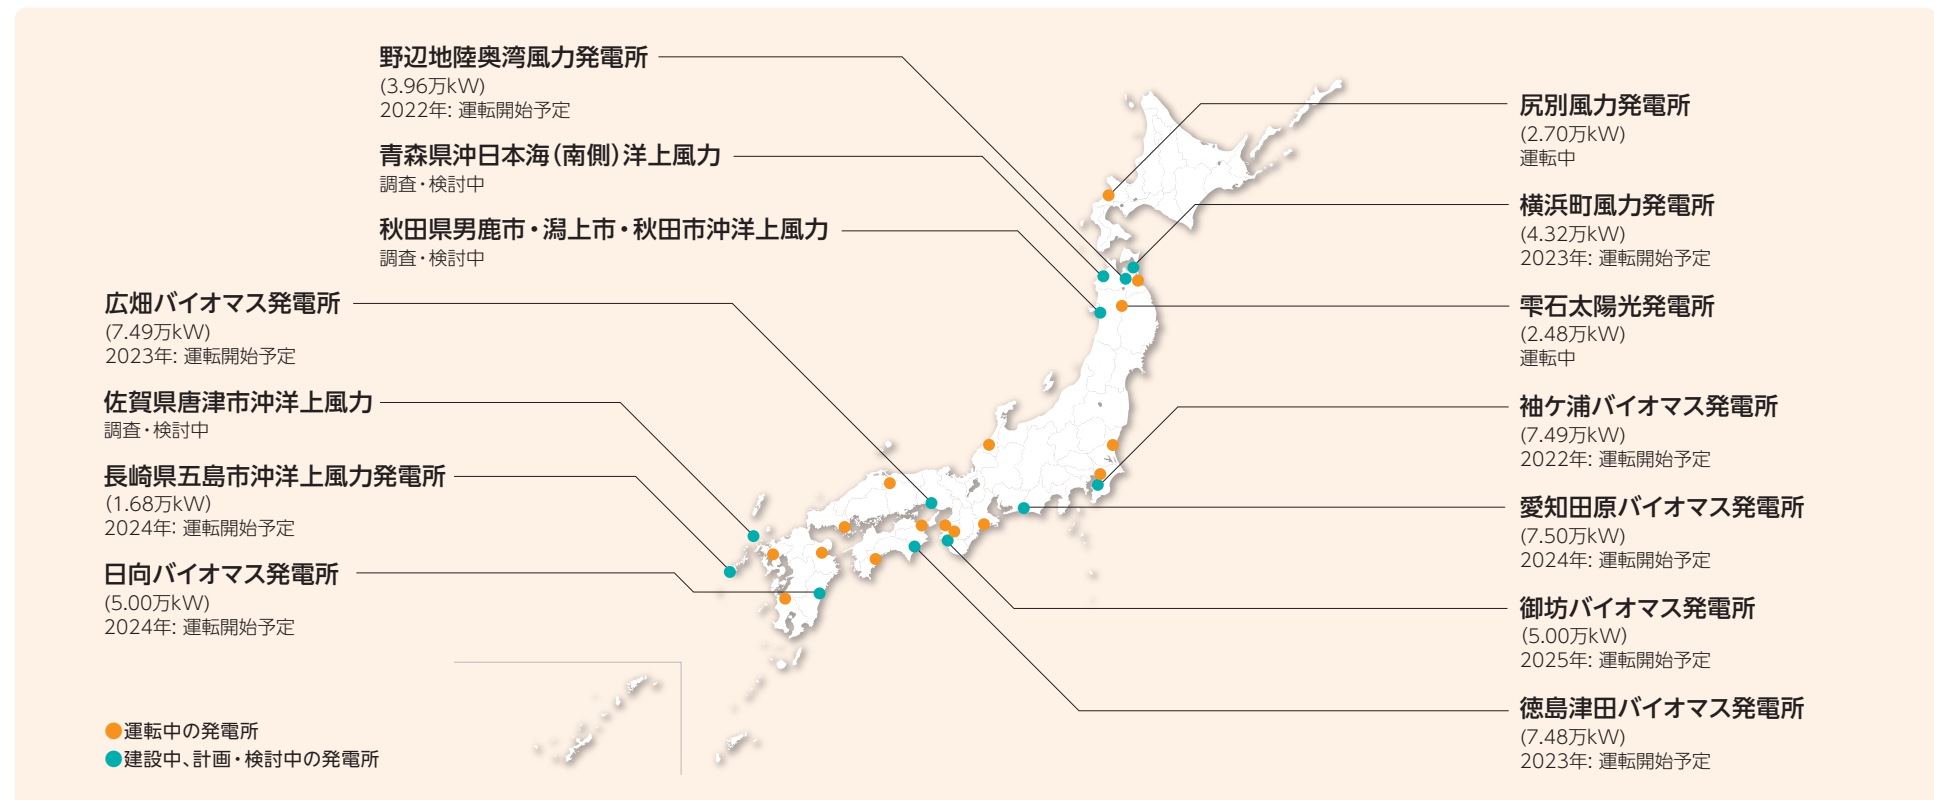 野辺地陸奥湾風力発電所
(3.96万kW)
2022年: 運転開始予定
青森県沖日本海（南側）洋上風力
調査・検討中
秋田県男鹿市・潟上市・秋田市沖洋上風力
調査・検討中
広畑バイオマス発電所
(7.49万kW)
2023年: 運転開始予定
佐賀県唐津市沖洋上風力
調査・検討中
長崎県五島市沖洋上風力発電所
(1.68万kW)
2024年: 運転開始予定
日向バイオマス発電所
(5.00万kW)
2024年: 運転開始予定
尻別風力発電所
(2.70万kW)
運転中
横浜町風力発電所
(4.32万kW)
2023年: 運転開始予定
雫石太陽光発電所
(2.48万kW)
運転中
袖ケ浦バイオマス発電所
(7.49万kW)
2022年: 運転開始予定
愛知田原バイオマス発電所
(7.50万kW)
2024年: 運転開始予定
御坊バイオマス発電所
(5.00万kW)
2025年: 運転開始予定
徳島津田バイオマス発電所
(7.48万kW)
2023年: 運転開始予定
運転中の発電所
建設中、計画・検討中の発電所